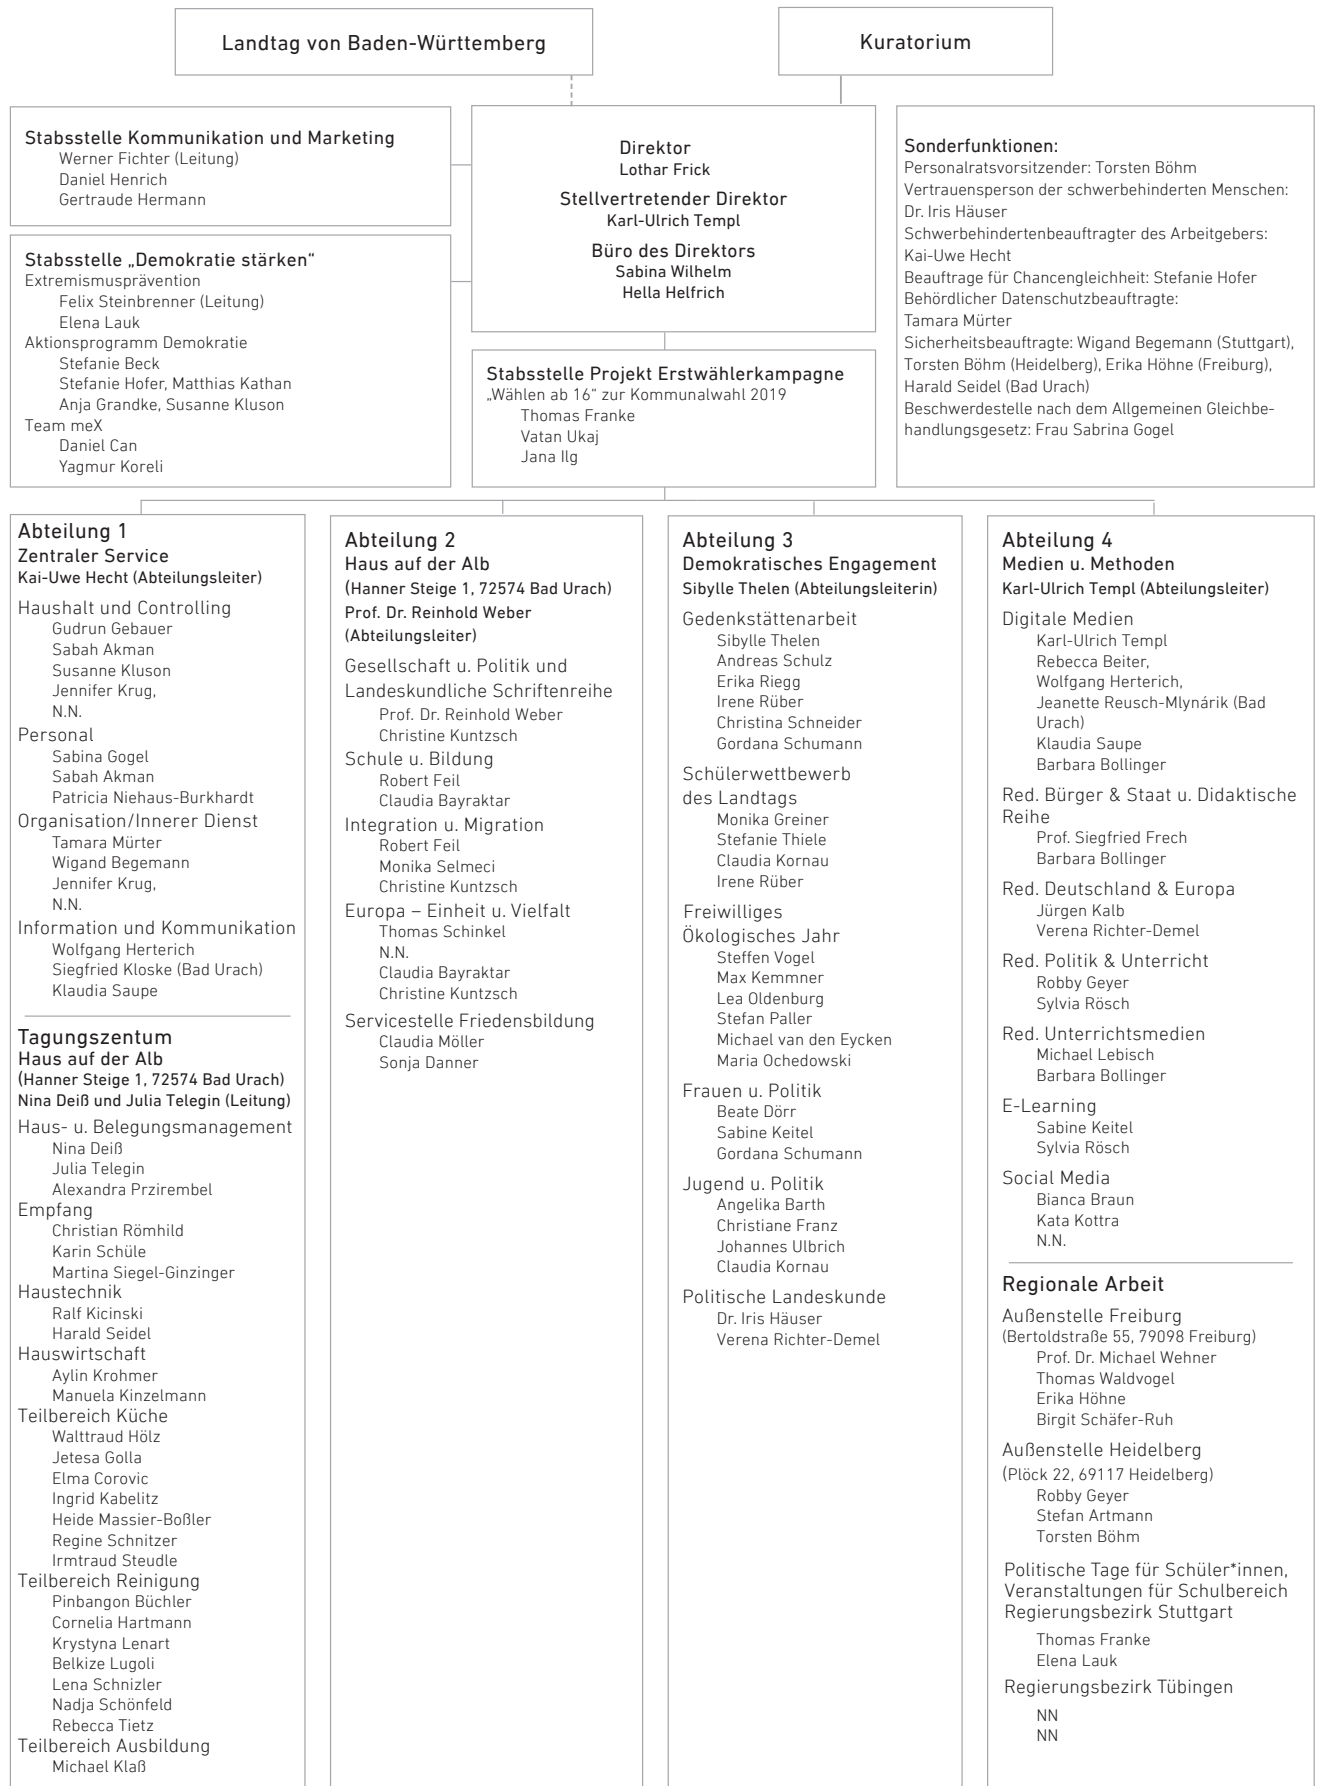 Landtag von Baden-Württemberg
Kuratorium
Stabsstelle Kommunikation und Marketing
Werner Fichter (Leitung)
Daniel Henrich
Gertraude Hermann
Stabsstelle „Demokratie stärken“
Extremismusprävention
Felix Steinbrenner (Leitung)
Elena Lauk
Aktionsprogramm Demokratie
Stefanie Beck
Stefanie Hofer, Matthias Kathan
Anja Grandke, Susanne Kluson
Team meX
Daniel Can
Yagmur Koreli
Direktor
Lothar Frick
Stellvertretender Direktor
Karl-Ulrich Templ
Büro des Direktors
Sabina Wilhelm
Hella Helfrich
Stabsstelle Projekt Erstwählerkampagne
„Wählen ab 16“ zur Kommunalwahl 2019
Thomas Franke
Vatan Ukaj
Jana Ilg
Sonderfunktionen:
Personalratsvorsitzender: Torsten Böhm
Vertrauensperson der schwerbehinderten Menschen:
Dr. Iris Häuser
Schwerbehindertenbeauftragter des Arbeitgebers:
Kai-Uwe Hecht
Beauftrage für Chancengleichheit: Stefanie Hofer
Behördlicher Datenschutzbeauftragte:
Tamara Mürter
Sicherheitsbeauftragte: Wigand Begemann (Stuttgart),
Torsten Böhm (Heidelberg), Erika Höhne (Freiburg),
Harald Seidel (Bad Urach)
Beschwerdestelle nach dem Allgemeinen Gleichbe-
handlungsgesetz: Frau Sabrina Gogel
Abteilung 1
Zentraler Service
Kai-Uwe Hecht (Abteilungsleiter)
Haushalt und Controlling
Gudrun Gebauer
Sabah Akman
Susanne Kluson
Jennifer Krug,
N.N.
Personal
Sabina Gogel
Sabah Akman
Patricia Niehaus-Burkhardt
Organisation/Innerer Dienst
Tamara Mürter
Wigand Begemann
Jennifer Krug,
N.N.
Information und Kommunikation
Wolfgang Herterich
Siegfried Kloske (Bad Urach)
Klaudia Saupe
Tagungszentum
Haus auf der Alb
(Hanner Steige 1, 72574 Bad Urach)
Nina Deiß und Julia Telegin (Leitung)
Haus- u. Belegungsmanagement
Nina Deiß
Julia Telegin
Alexandra Przirembel
Empfang
Christian Römhild
Karin Schüle
Martina Siegel-Ginzinger
Haustechnik
Ralf Kicinski
Harald Seidel
Hauswirtschaft
Aylin Krohmer
Manuela Kinzelmann
Teilbereich Küche
Walttraud Hölz
Jetesa Golla
Elma Corovic
Ingrid Kabelitz
Heide Massier-Boßler
Regine Schnitzer
Irmtraud Steudle
Teilbereich Reinigung
Pinbangon Büchler
Cornelia Hartmann
Krystyna Lenart
Belkize Lugoli
Lena Schnizler
Nadja Schönfeld
Rebecca Tietz
Teilbereich Ausbildung
Michael Klaß
Abteilung 2
Haus auf der Alb
(Hanner Steige 1, 72574 Bad Urach)
Prof. Dr. Reinhold Weber
(Abteilungsleiter)
Gesellschaft u. Politik und
Landeskundliche Schriftenreihe
Prof. Dr. Reinhold Weber
Christine Kuntzsch
Schule u. Bildung
Robert Feil
Claudia Bayraktar
Integration u. Migration
Robert Feil
Monika Selmeci
Christine Kuntzsch
Europa – Einheit u. Vielfalt
Thomas Schinkel
N.N.
Claudia Bayraktar
Christine Kuntzsch
Servicestelle Friedensbildung
Claudia Möller
Sonja Danner
Abteilung 3
Demokratisches Engagement
Sibylle Thelen (Abteilungsleiterin)
Gedenkstättenarbeit
Sibylle Thelen
Andreas Schulz
Erika Riegg
Irene Rüber
Christina Schneider
Gordana Schumann
Schülerwettbewerb
des Landtags
Monika Greiner
Stefanie Thiele
Claudia Kornau
Irene Rüber
Freiwilliges
Ökologisches Jahr
Steffen Vogel
Max Kemmner
Lea Oldenburg
Stefan Paller
Michael van den Eycken
Maria Ochedowski
Frauen u. Politik
Beate Dörr
Sabine Keitel
Gordana Schumann
Jugend u. Politik
Angelika Barth
Christiane Franz
Johannes Ulbrich
Claudia Kornau
Politische Landeskunde
Dr. Iris Häuser
Verena Richter-Demel
Abteilung 4
Medien u. Methoden
Karl-Ulrich Templ (Abteilungsleiter)
Digitale Medien
Karl-Ulrich Templ
Rebecca Beiter,
Wolfgang Herterich,
Jeanette Reusch-Mlynárik (Bad
Urach)
Klaudia Saupe
Barbara Bollinger
Red. Bürger & Staat u. Didaktische
Reihe
Prof. Siegfried Frech
Barbara Bollinger
Red. Deutschland & Europa
Jürgen Kalb
Verena Richter-Demel
Red. Politik & Unterricht
Robby Geyer
Sylvia Rösch
Red. Unterrichtsmedien
Michael Lebisch
Barbara Bollinger
E-Learning
Sabine Keitel
Sylvia Rösch
Social Media
Bianca Braun
Kata Kottra
N.N.
Regionale Arbeit
Außenstelle Freiburg
(Bertoldstraße 55, 79098 Freiburg)
Prof. Dr. Michael Wehner
Thomas Waldvogel
Erika Höhne
Birgit Schäfer-Ruh
Außenstelle Heidelberg
(Plöck 22, 69117 Heidelberg)
Robby Geyer
Stefan Artmann
Torsten Böhm
Politische Tage für Schüler*innen,
Veranstaltungen für Schulbereich
Regierungsbezirk Stuttgart
Thomas Franke
Elena Lauk
Regierungsbezirk Tübingen
NN
NN